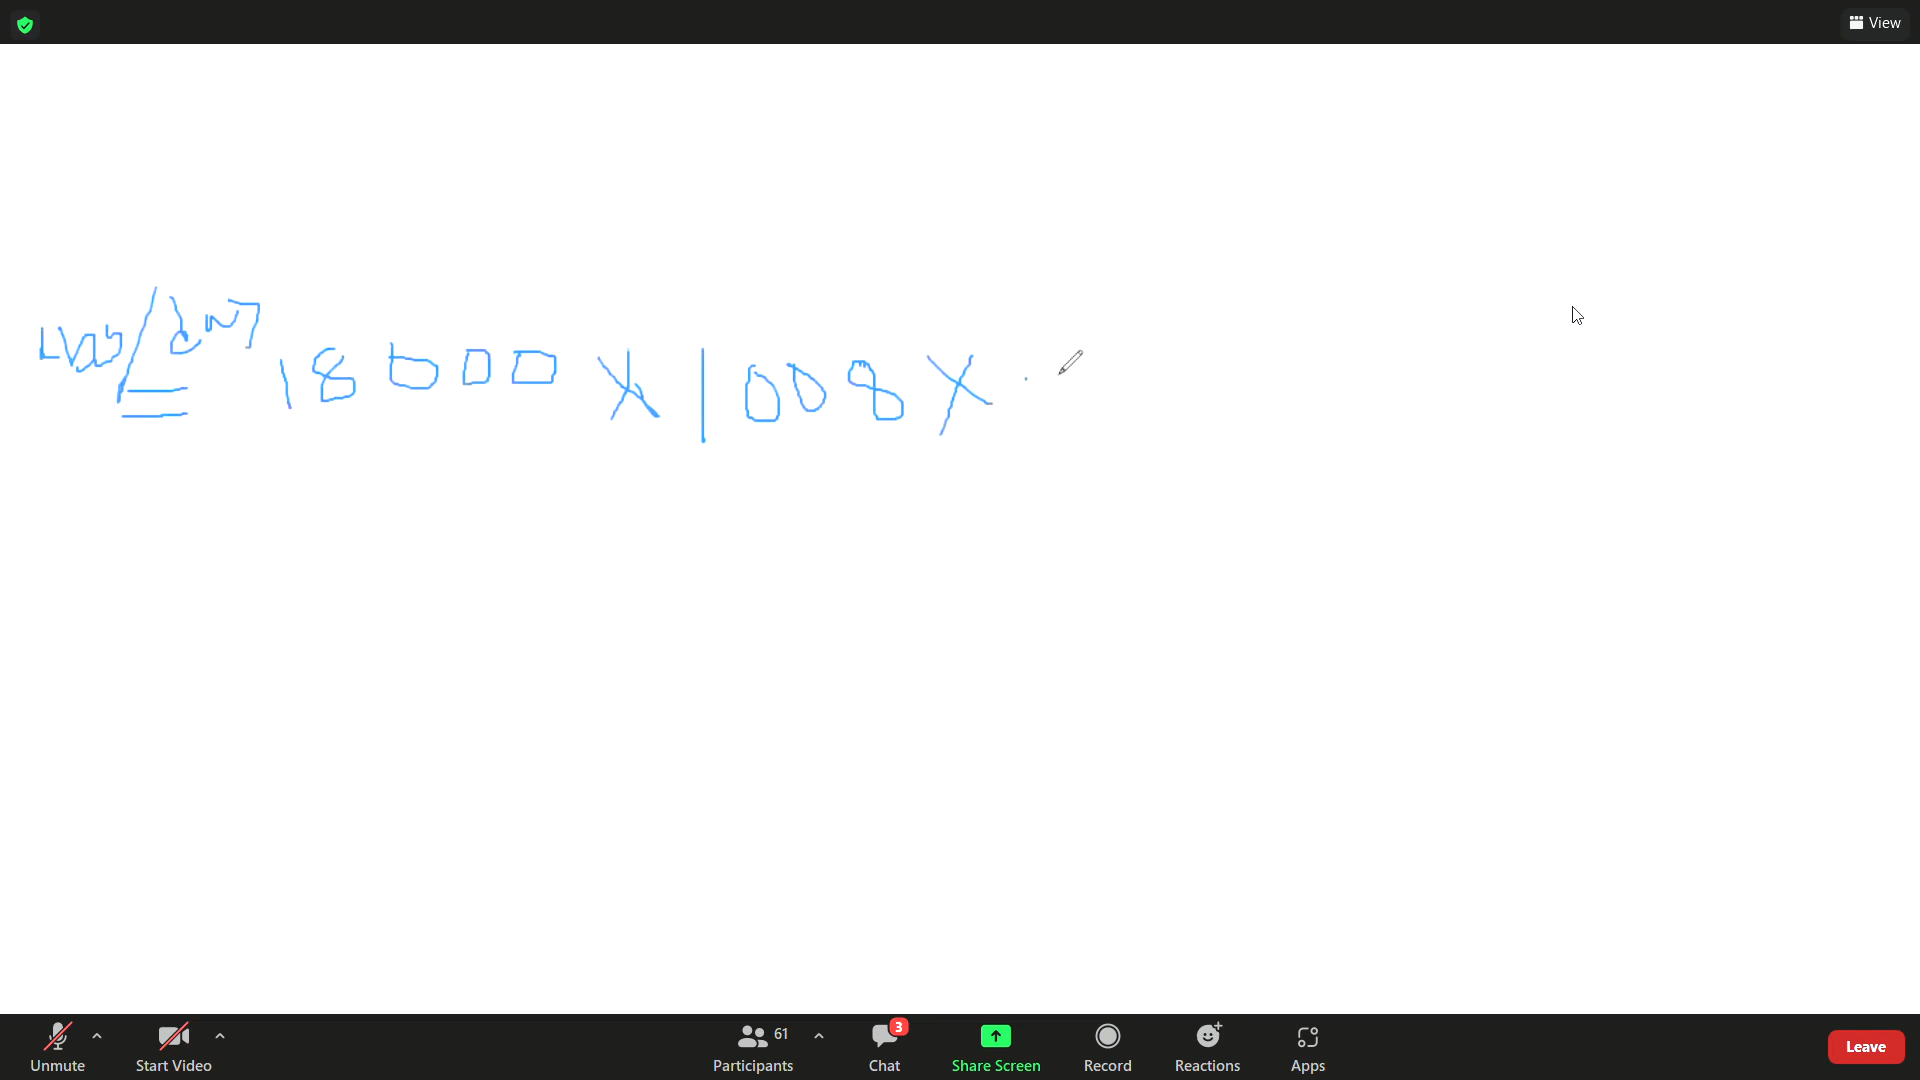 View
= 18000 X 1008 X .
Unmute
Start Video
61
Participants
3
Chat
Share Screen
Record
Reactions
Apps
Leave